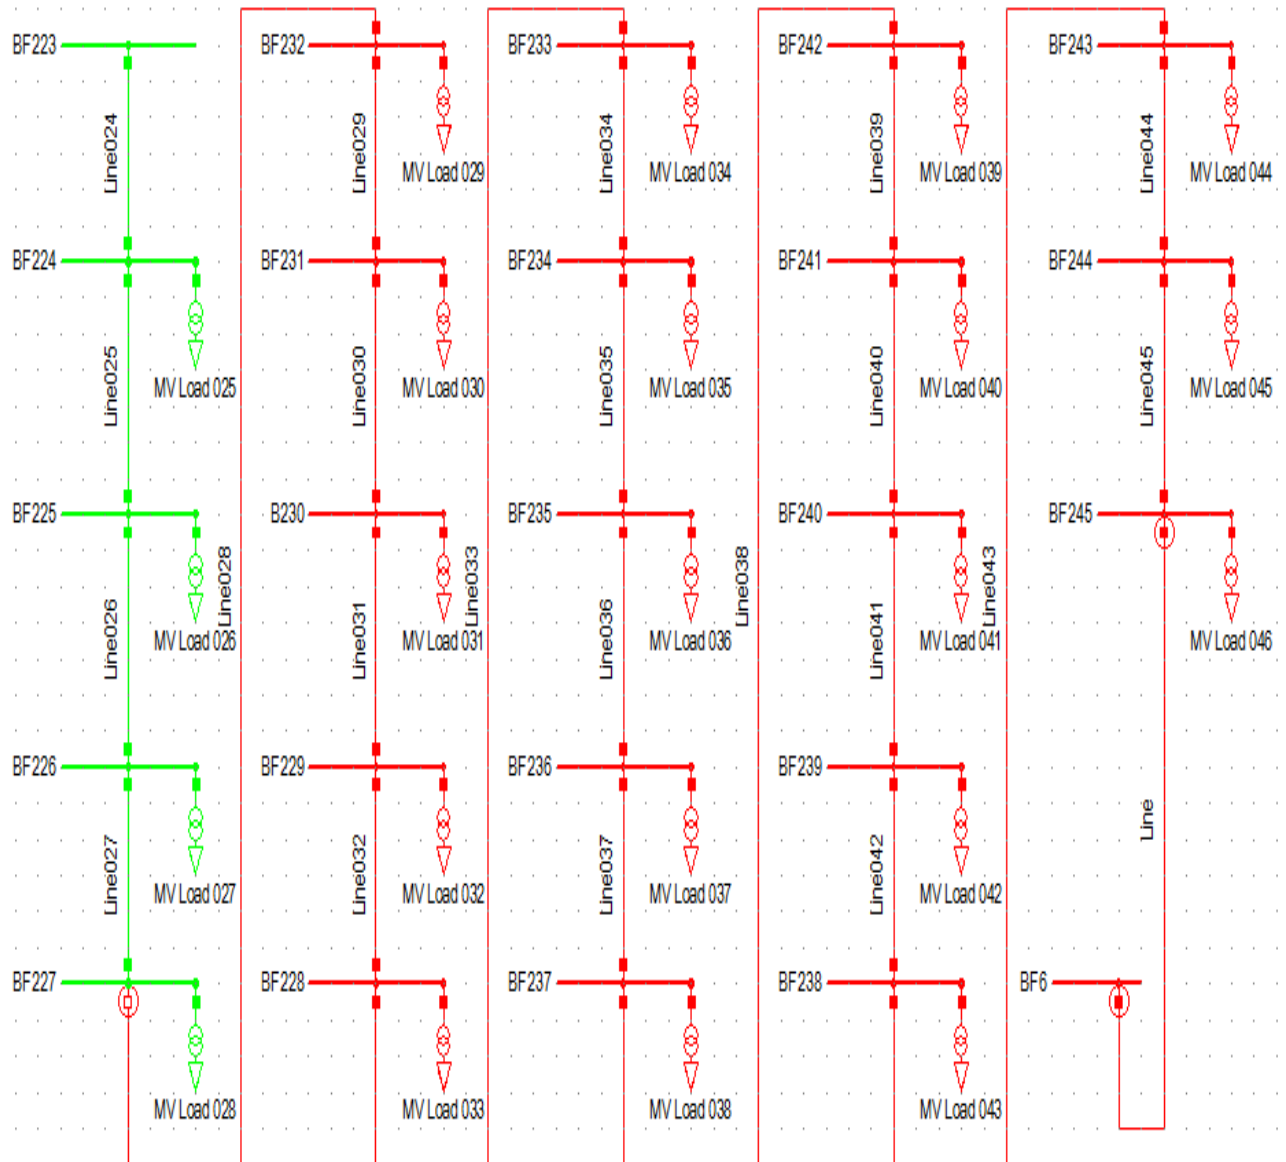 BF223
BF232
BF233
BF242
BF243
Line024
Line029
Line034
Line039
Line044
MV Load 029
MV Load 034
MV Load 039
MV Load 044
BF224
BF231
BF234
BF241
BF244
Line025
Line030
Line035
Line040
Line045
MV Load 025
MV Load 030
MV Load 035
MV Load 040
MV Load 045
BF225
B230
BF235
BF240
BF245
Line028
Line033
Line038
Line043
Line026
Line031
Line036
Line041
MV Load 026
MV Load 031
MV Load 036
MV Load 041
MV Load 046
BF226
BF229
BF236
BF239
Line
Line027
Line032
Line037
Line042
MV Load 027
MV Load 032
MV Load 037
MV Load 042
BF227
BF228
BF237
BF238
BF6
MV Load 028
MV Load 033
MV Load 038
MV Load 043